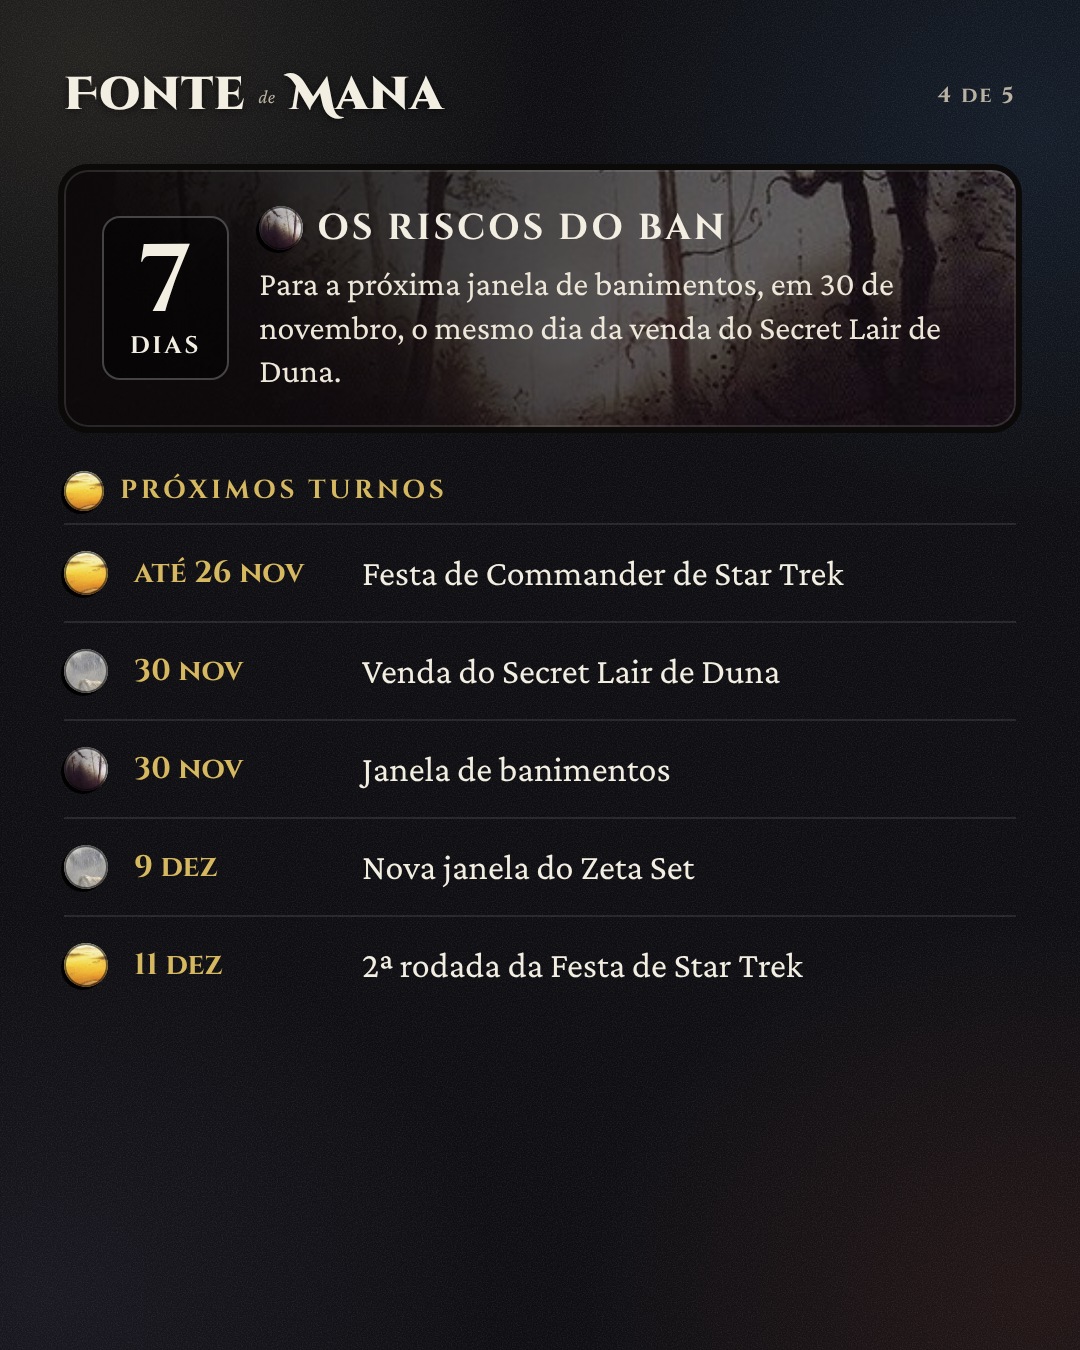 FONTE de MANA
4 DE 5
7
DIAS
OS RISCOS DO BAN
Para a próxima janela de banimentos, em 30 de
novembro, o mesmo dia da venda do Secret Lair de
Duna.
PRÓXIMOS TURNOS
ATÉ 26 NOV Festa de Commander de Star Trek
30 NOV Venda do Secret Lair de Duna
30 NOV Janela de banimentos
9 DEZ Nova janela do Zeta Set
11 DEZ 2ª rodada da Festa de Star Trek